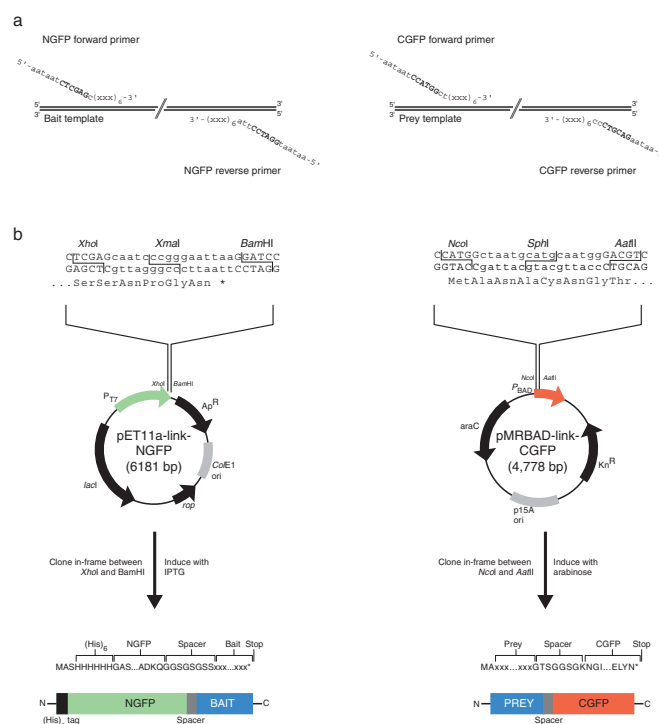 a
NGFP forward primer
5'-aataatCTCGAGc(xxx)6-3'
5'
3'
Bait template
3'
5'
3'-(xxx)6attCCTAGGtaataa-5'
NGFP reverse primer
CGFP forward primer
5'-aataatCCATGGct(xxx)6-3'
5'
3'
Prey template
3'
5'
3'-(xxx)6ccCTGCAGaataa-5'
CGFP reverse primer
b
XhoI XmaI BamHI
CTCGAGcaatcccgggaattaaGGATCC
GAGCTCgttagggcccttaattCCTAGG
...SerSerAsnProGlyAsn *
NcoI SphI AatII
CCATGGctaatgcatgcaatgggACGTC
GGTACCgattacgtacgttacccTGCAG
MetAlaAsnAlaCysAsnGlyThr...
XhoI BamHI
PT7
ApR
pET11a-link-
NGFP
(6181 bp)
ColE1
ori
lacI
rop
NcoI AatII
PBAD
araC
pMRBAD-link-
CGFP
(4,778 bp)
KnR
p15A
ori
Clone in-frame between
XhoI and BamHI
Induce with
IPTG
Clone in-frame between
NcoI and AatII
Induce with
arabinose
(His)6 NGFP Spacer Bait Stop
MASHHHHHHGAS...ADKQGGSGSGSSxxx...xxx*
N NGFP BAIT C
(His)6 tag Spacer
Prey Spacer CGFP Stop
MAxxx...xxxGTSGGSGKNGI...ELYN*
N PREY CGFP C
Spacer